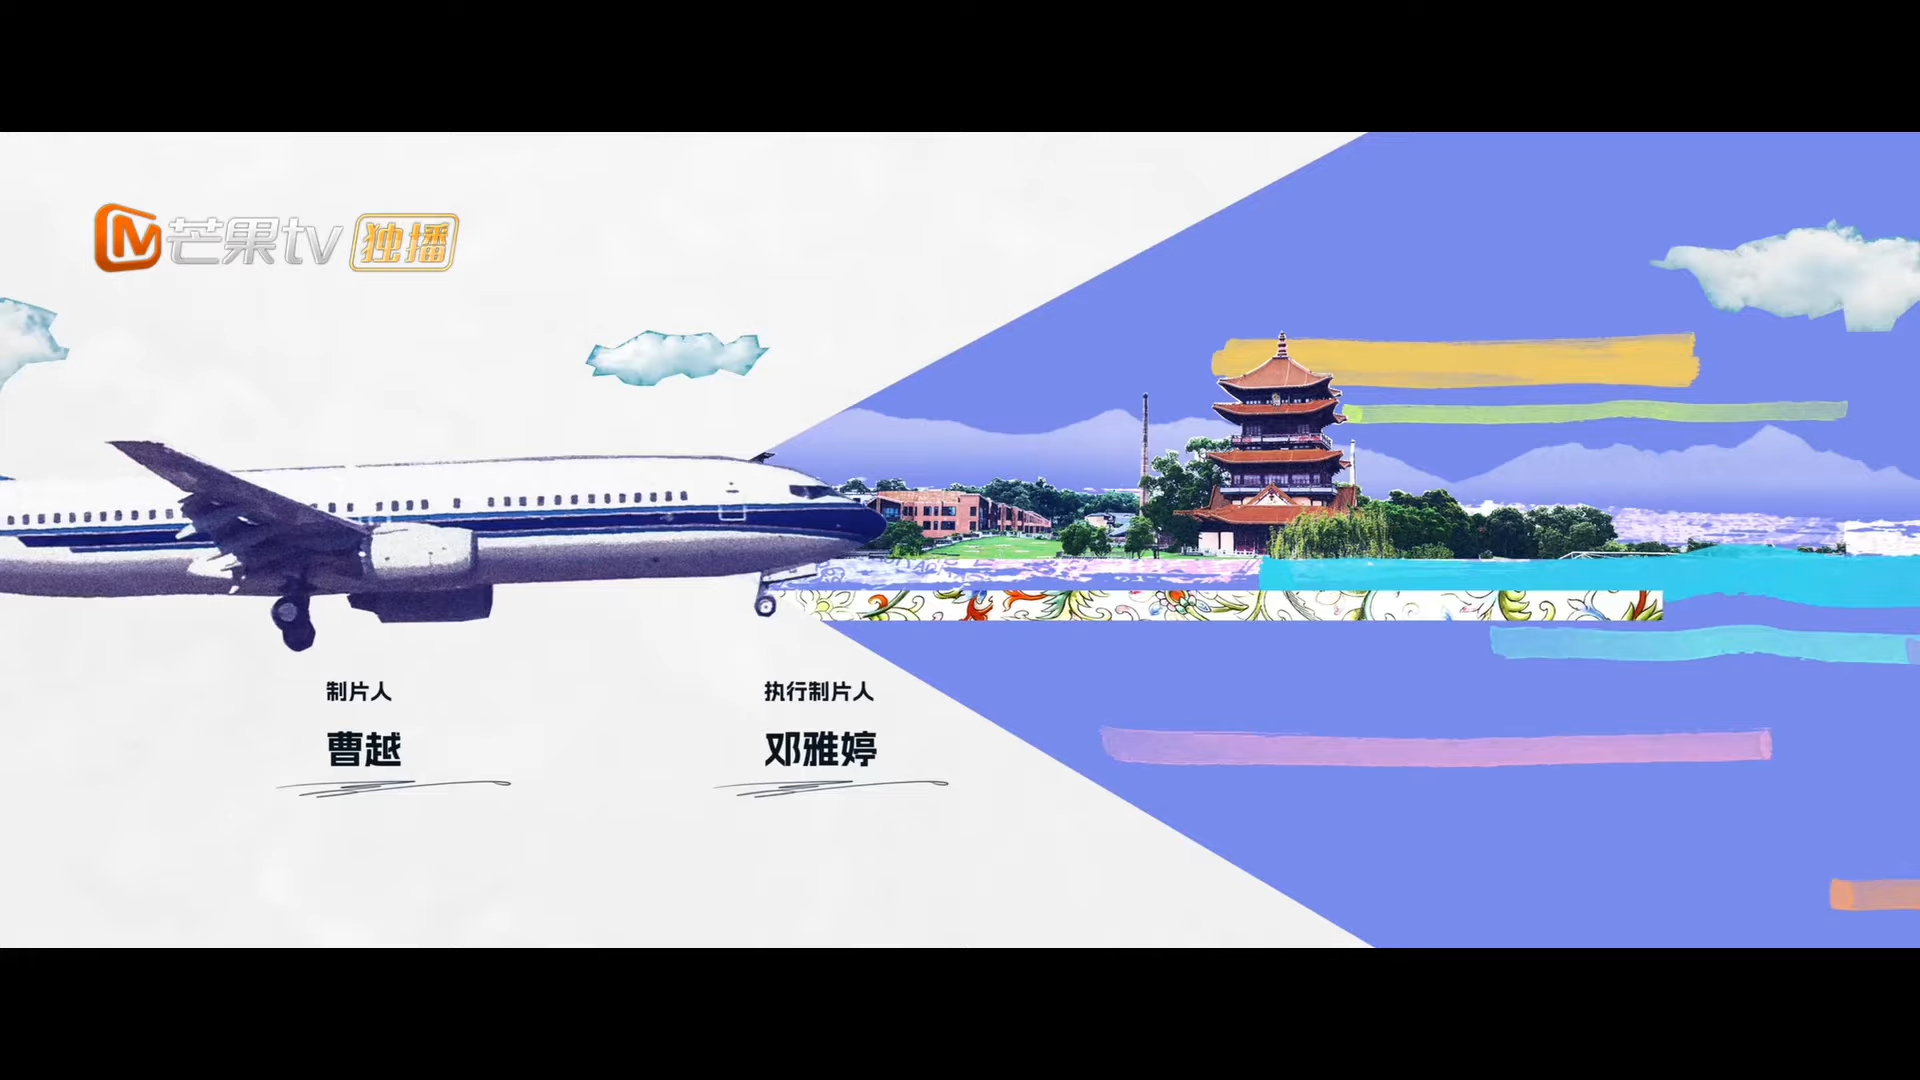 芒果tv 独播
制片人
曹越
执行制片人
邓雅婷